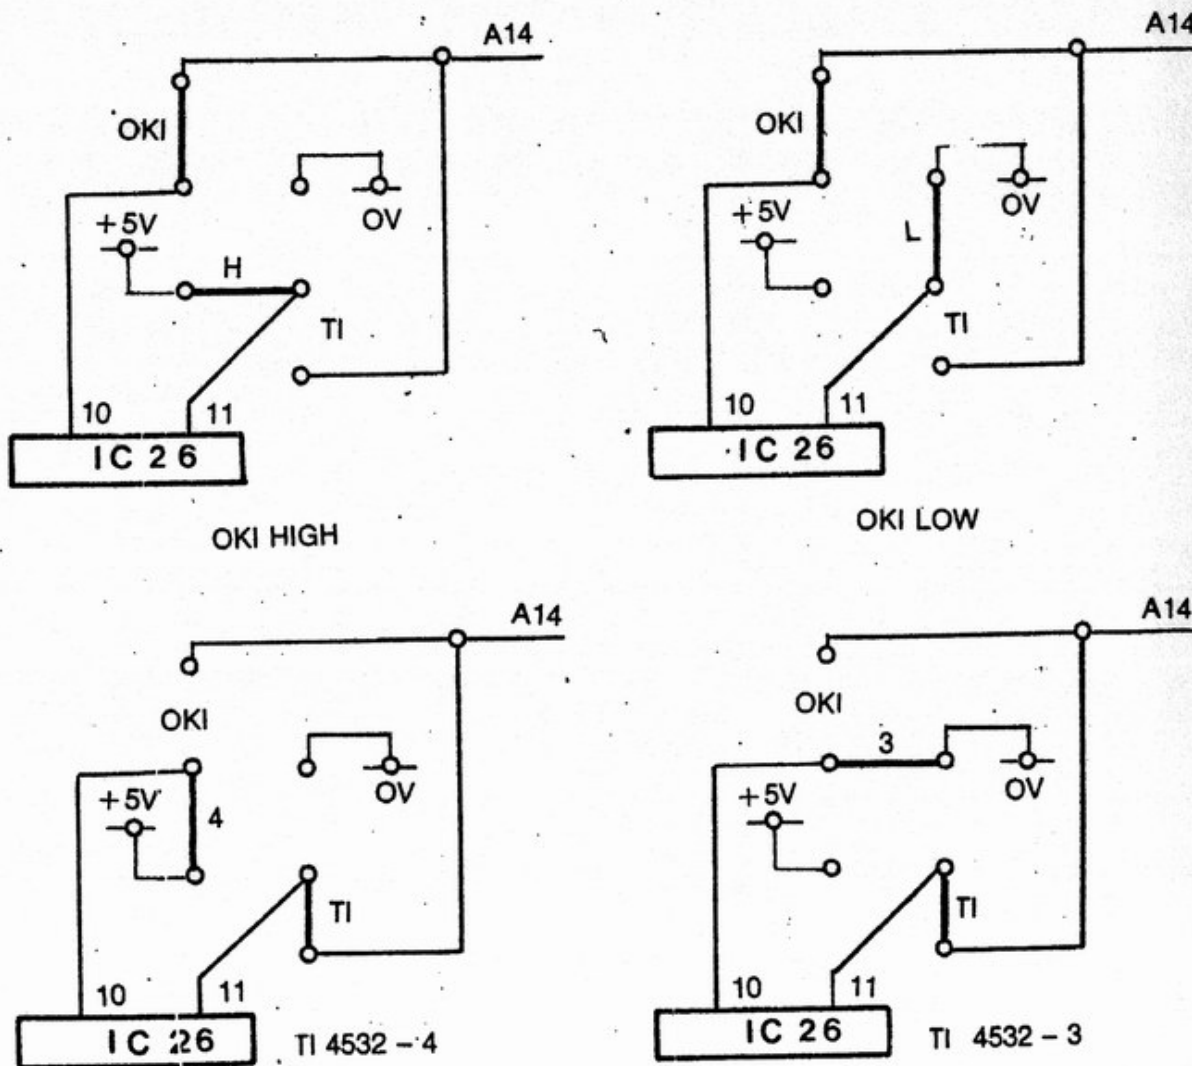 A14
OKI
+5V
OV
H
TI
10
11
IC 26
OKI HIGH
A14
OKI
+5V
OV
L
TI
10
11
IC 26
OKI LOW
A14
OKI
+5V
OV
4
TI
10
11
IC 26
TI 4532 – 4
A14
OKI
3
+5V
OV
TI
10
11
IC 26
TI 4532 – 3